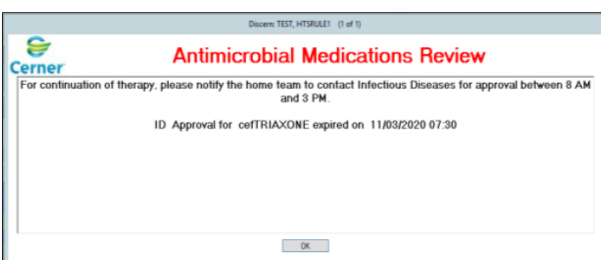 Discern: TEST, HTSRULE1 (1 of 1)
Cerner
Antimicrobial Medications Review
For continuation of therapy, please notify the home team to contact Infectious Diseases for approval between 8 AM
and 3 PM.
ID Approval for cefTRIAXONE expired on 11/03/2020 07:30
OK